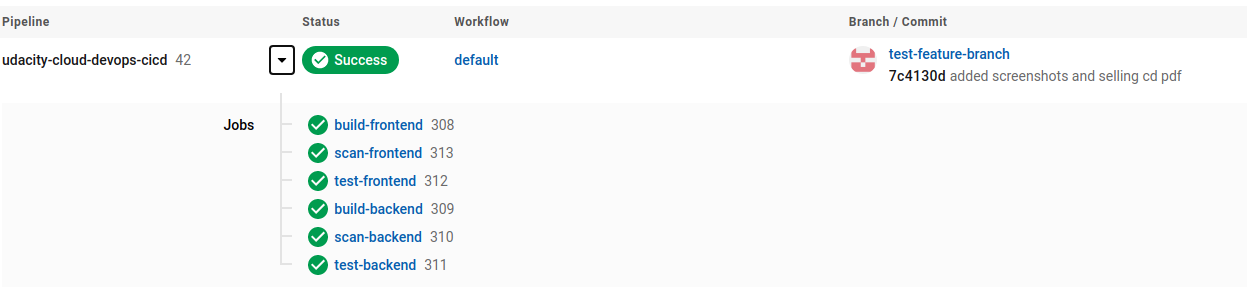 Pipeline Status Workflow Branch / Commit
udacity-cloud-devops-cicd 42 Success default test-feature-branch
7c4130d added screenshots and selling cd pdf
Jobs build-frontend 308
scan-frontend 313
test-frontend 312
build-backend 309
scan-backend 310
test-backend 311